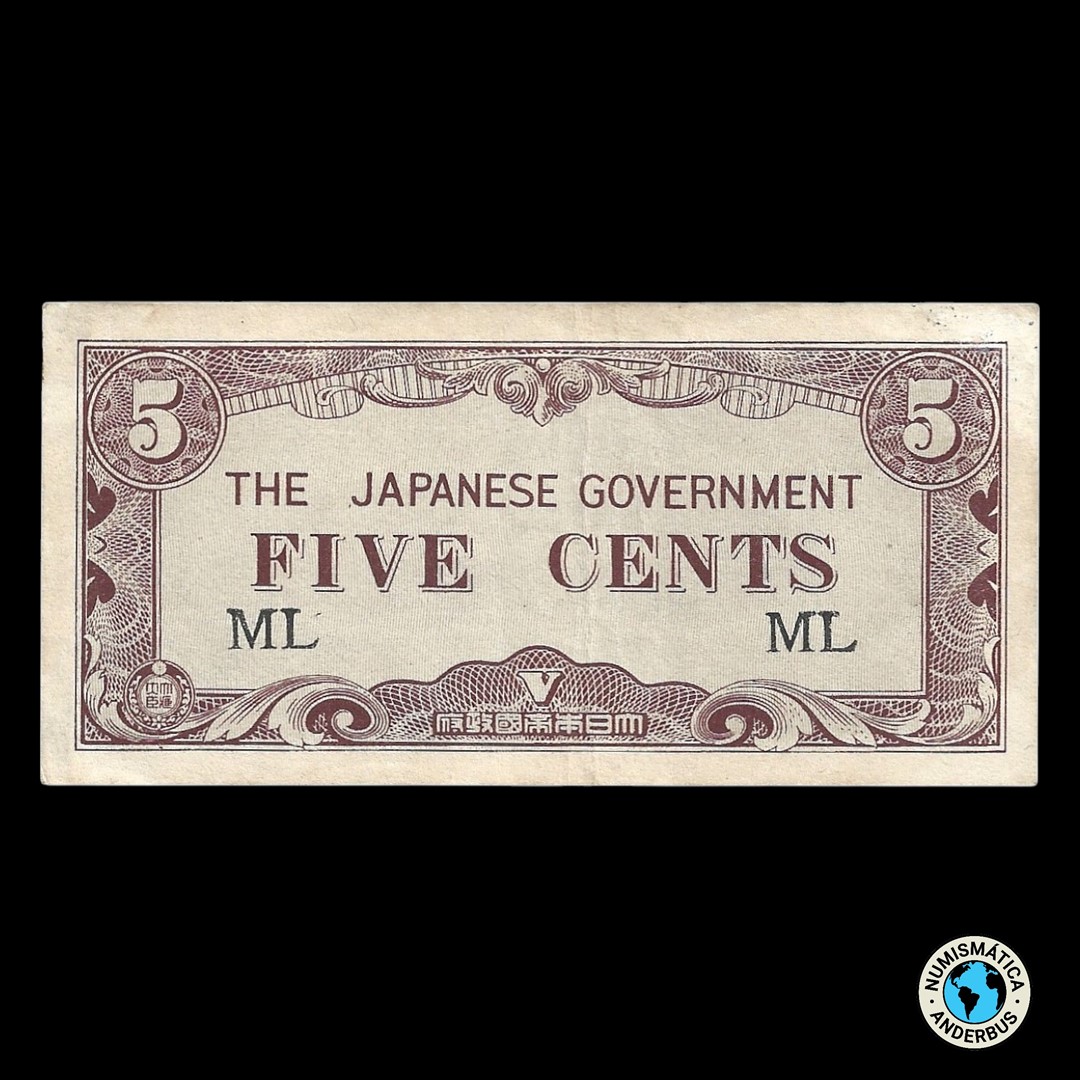 5 5
THE JAPANESE GOVERNMENT
FIVE CENTS
ML ML
V
大日本帝國政府
NUMISMÁTICA
· ANDERBUS ·